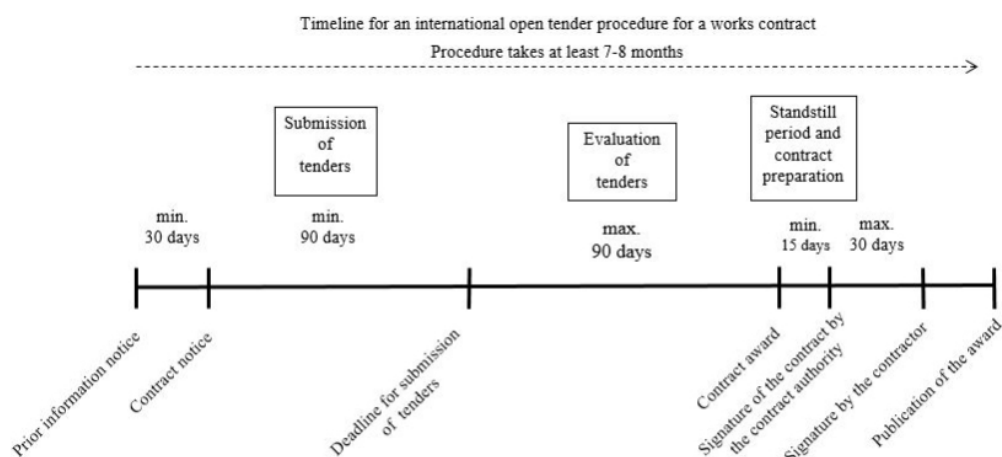 Timeline for an international open tender procedure for a works contract
Procedure takes at least 7-8 months
Submission
of
tenders
Evaluation
of
tenders
Standstill
period and
contract
preparation
min.
30 days
min.
90 days
max.
90 days
min.
15 days
max.
30 days
Prior information notice
Contract notice
Deadline for submission
of tenders
Contract award
Signature of the contract by
the contract authority
Signature by the contractor
Publication of the award